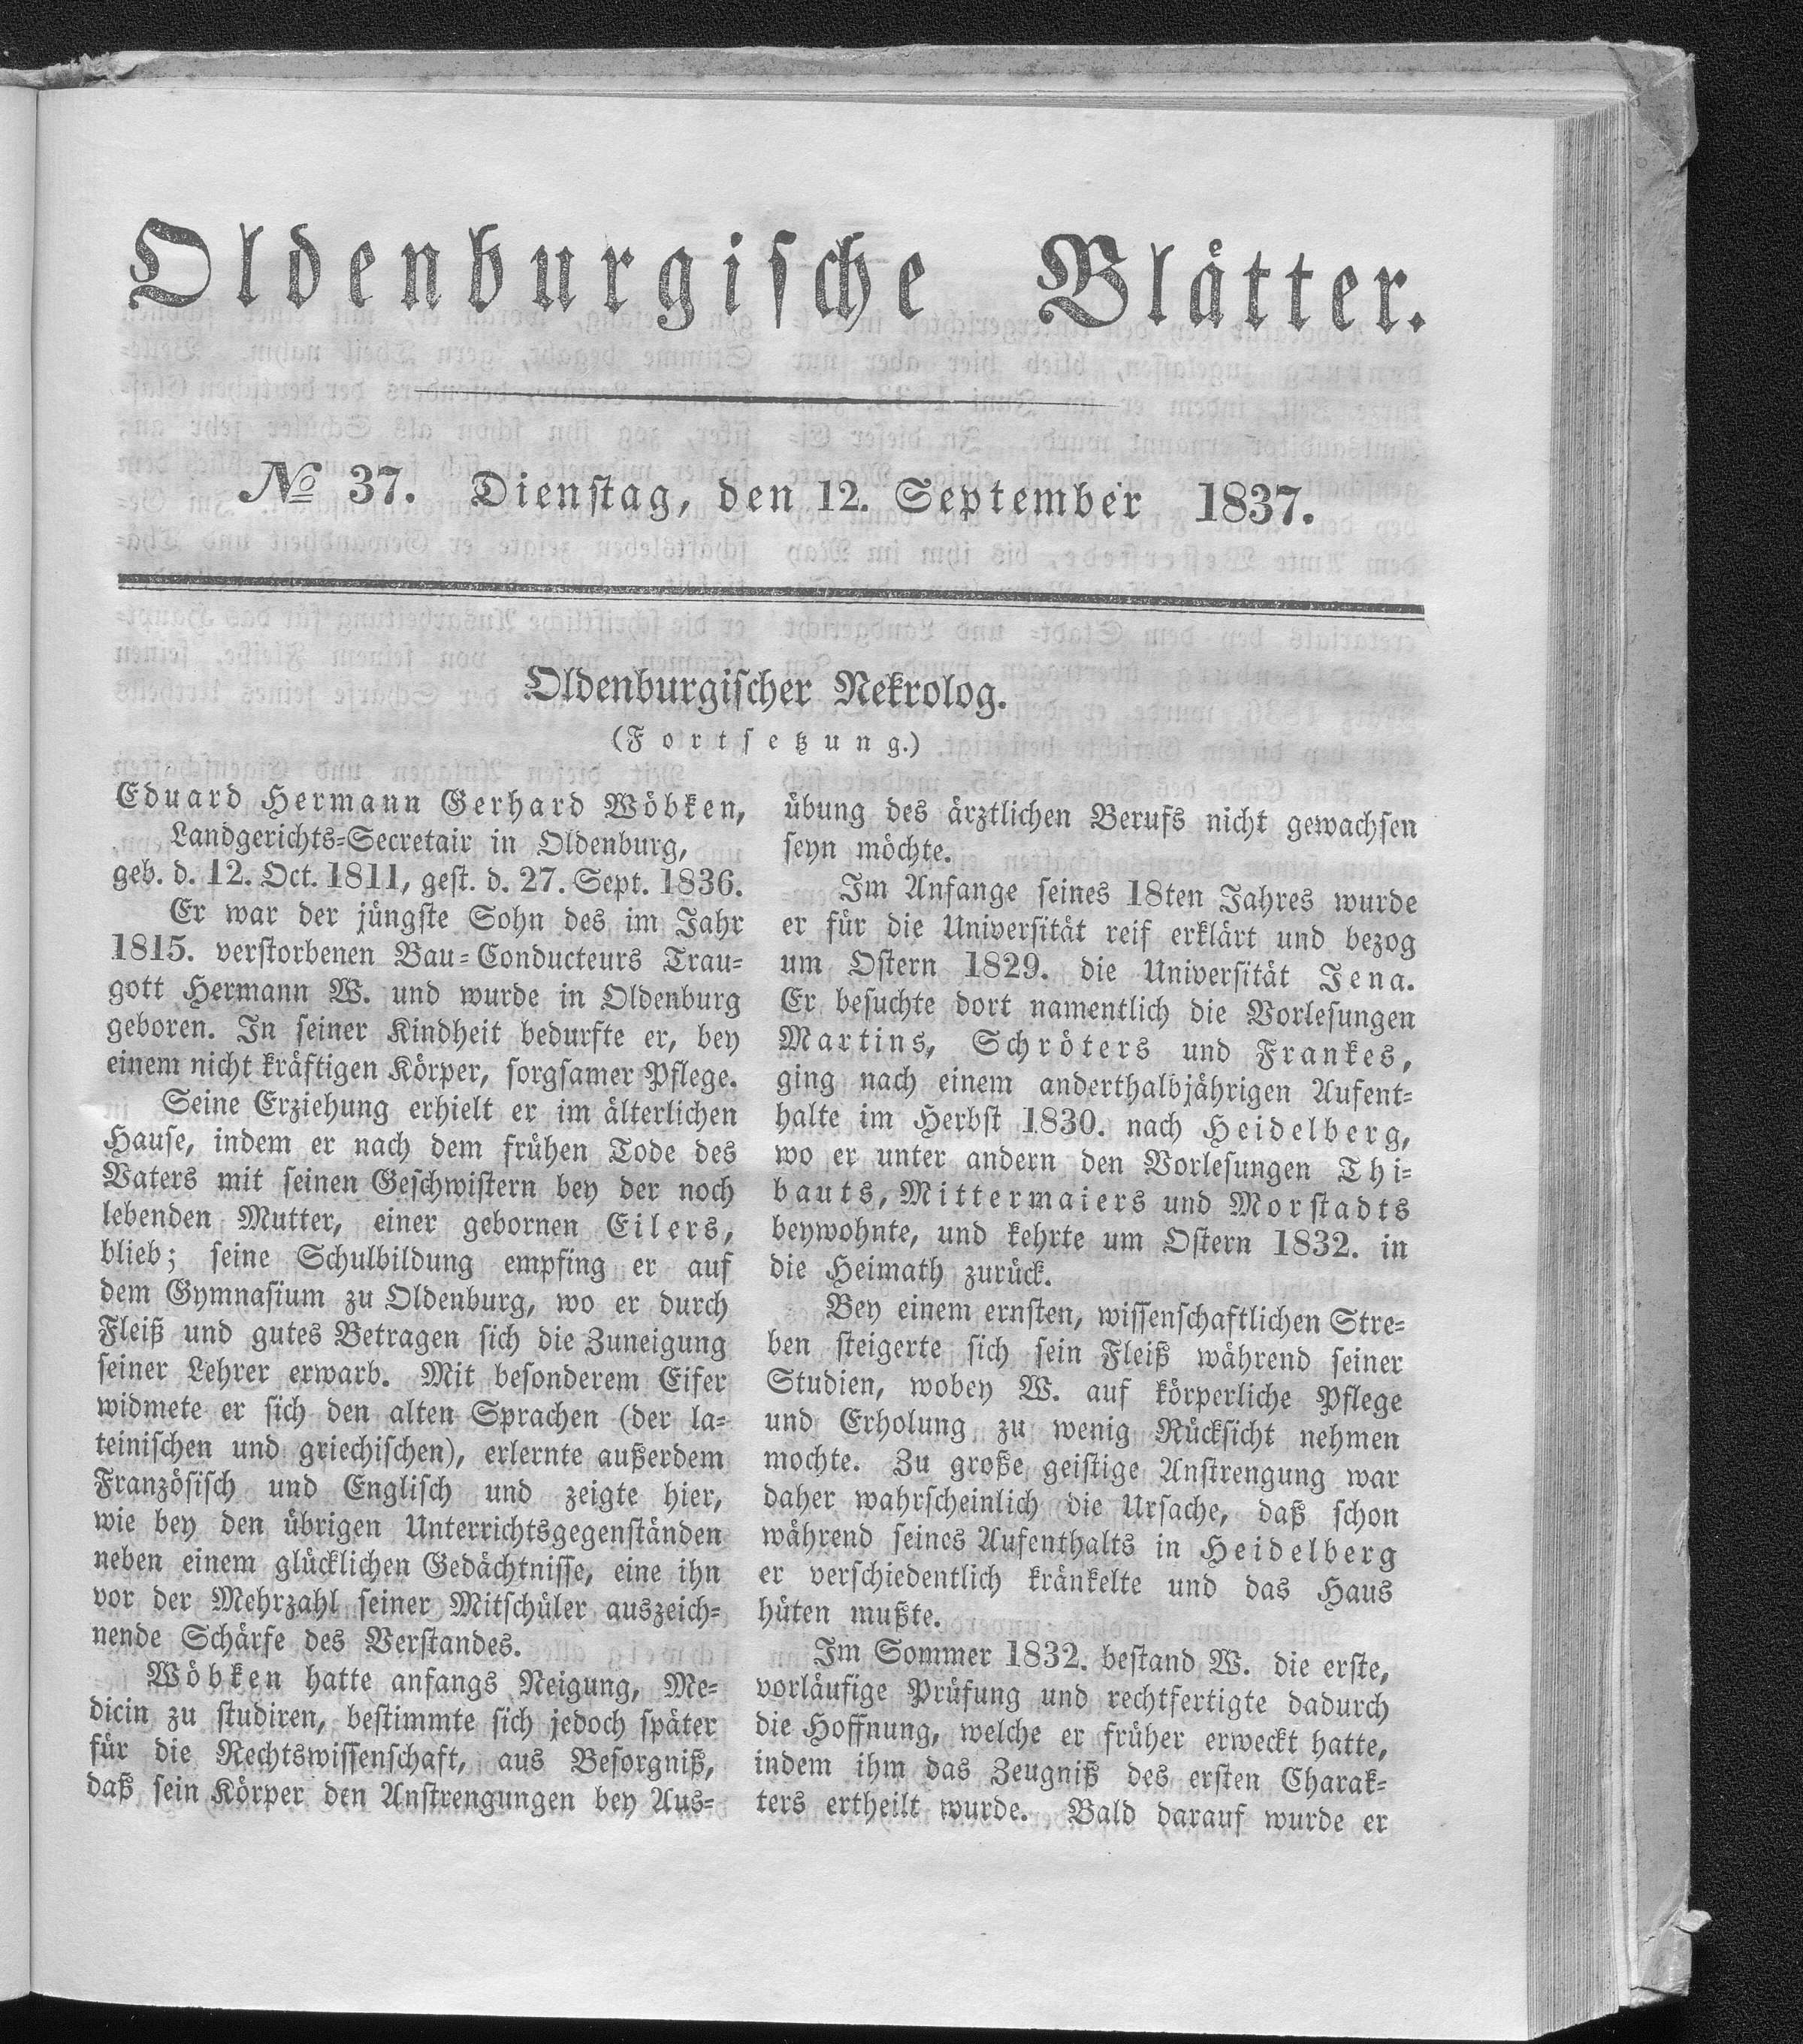 Oldenburgische Blätter.
No 37. Dienstag, den 12. September 1837.
Oldenburgischer Nekrolog.
(Fortsetzung.)
Eduard Hermann Gerhard Wöbken,
Landgerichts-Secretair in Oldenburg,
geb. d. 12. Oct. 1811, gest. d. 27. Sept. 1836.
Er war der jüngste Sohn des im Jahr
1815. verstorbenen Bau-Conducteurs Trau-
gott Hermann W. und wurde in Oldenburg
geboren. In seiner Kindheit bedurfte er, bey
einem nicht kräftigen Körper, sorgsamer Pflege.
Seine Erziehung erhielt er im älterlichen
Hause, indem er nach dem frühen Tode des
Vaters mit seinen Geschwistern bey der noch
lebenden Mutter, einer gebornen Eilers,
blieb; seine Schulbildung empfing er auf
dem Gymnasium zu Oldenburg, wo er durch
Fleiß und gutes Betragen sich die Zuneigung
seiner Lehrer erwarb. Mit besonderem Eifer
widmete er sich den alten Sprachen (der la-
teinischen und griechischen), erlernte außerdem
Französisch und Englisch und zeigte hier,
wie bey den übrigen Unterrichtsgegenständen
neben einem glücklichen Gedächtnisse, eine ihn
vor der Mehrzahl seiner Mitschüler auszeich-
nende Schärfe des Verstandes.
Wöbken hatte anfangs Neigung, Me-
dicin zu studiren, bestimmte sich jedoch später
für die Rechtswissenschaft, aus Besorgniß,
daß sein Körper den Anstrengungen bey Aus-
übung des ärztlichen Berufs nicht gewachsen
seyn möchte.
Im Anfange seines 18ten Jahres wurde
er für die Universität reif erklärt und bezog
um Ostern 1829. die Universität Jena.
Er besuchte dort namentlich die Vorlesungen
Martins, Schröters und Frankes,
ging nach einem anderthalbjährigen Aufent-
halte im Herbst 1830. nach Heidelberg,
wo er unter andern den Vorlesungen Thi-
bauts, Mittermaiers und Morstadts
beywohnte, und kehrte um Ostern 1832. in
die Heimath zurück.
Bey einem ernsten, wissenschaftlichen Stre-
ben steigerte sich sein Fleiß während seiner
Studien, wobey W. auf körperliche Pflege
und Erholung zu wenig Rücksicht nehmen
mochte. Zu große geistige Anstrengung war
daher wahrscheinlich die Ursache, daß schon
während seines Aufenthalts in Heidelberg
er verschiedentlich kränkelte und das Haus
hüten mußte.
Im Sommer 1832. bestand W. die erste,
vorläufige Prüfung und rechtfertigte dadurch
die Hoffnung, welche er früher erweckt hatte,
indem ihm das Zeugniß des ersten Charak-
ters ertheilt wurde. Bald darauf wurde er